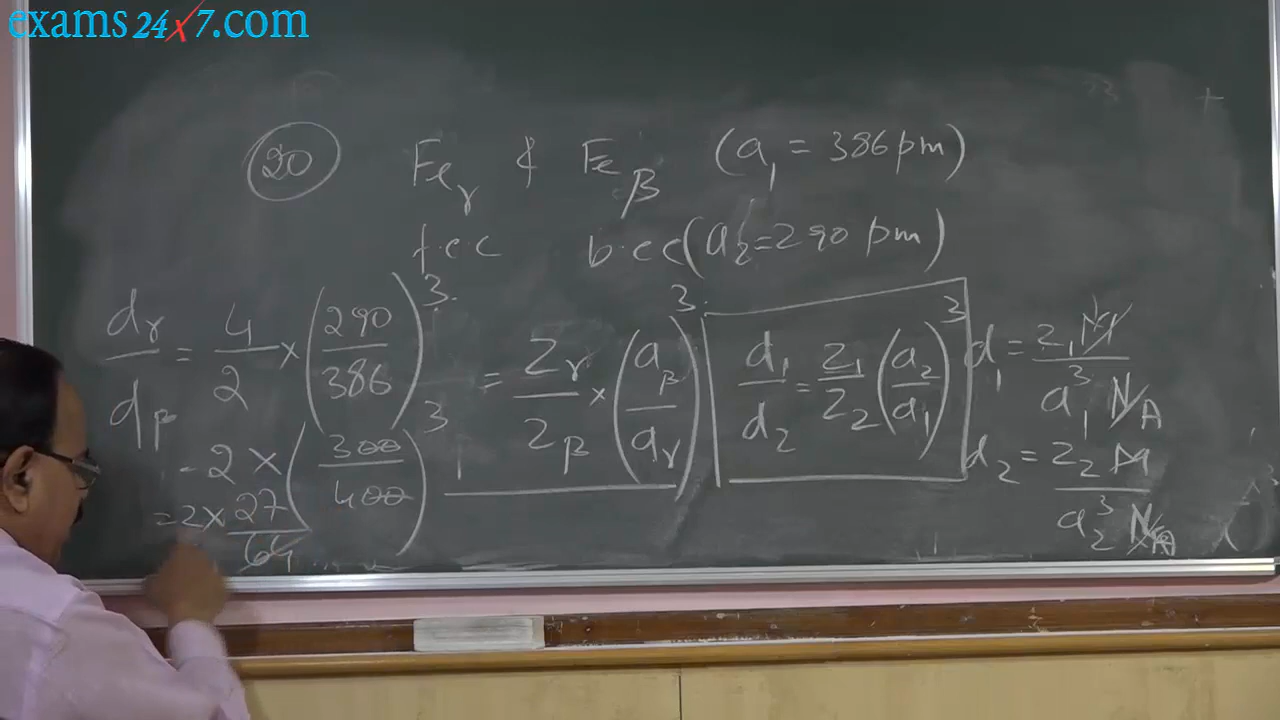 exams24x7.com
20 Fe_γ & Fe_β (a_1 = 386 pm)
f.c.c b.c.c (a_2 = 290 pm)
d_γ/d_β = 4/2 × (290/386)^3 = Z_γ/Z_β × (a_β/a_γ)^3
d_1/d_2 = Z_1/Z_2 (a_2/a_1)^3
d_1 = Z_1 M / a_1^3 N_A
d_2 = Z_2 M / a_2^3 N_A
- 2 × (300/400)^3
= 2 × 27/64